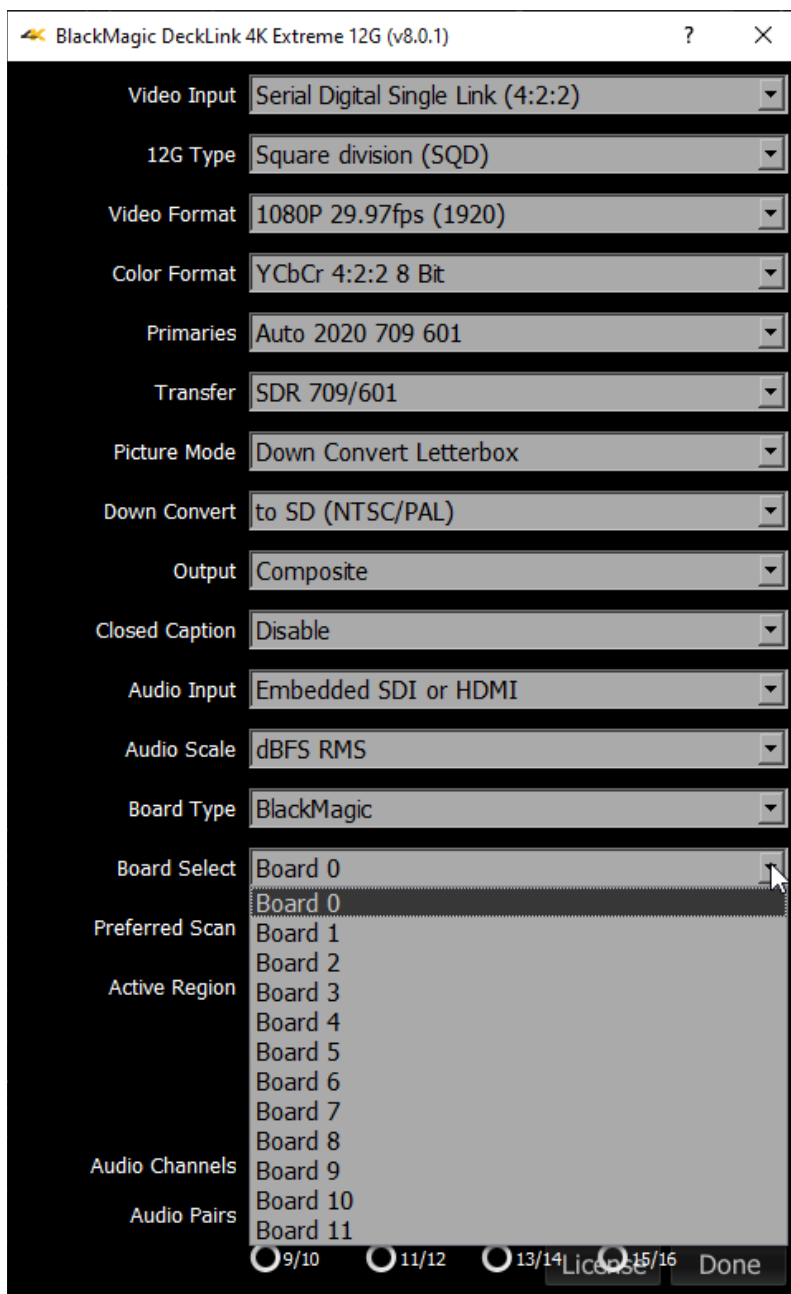 4K BlackMagic DeckLink 4K Extreme 12G (v8.0.1) ?
Video Input Serial Digital Single Link (4:2:2)
12G Type Square division (SQD)
Video Format 1080P 29.97fps (1920)
Color Format YCbCr 4:2:2 8 Bit
Primaries Auto 2020 709 601
Transfer SDR 709/601
Picture Mode Down Convert Letterbox
Down Convert to SD (NTSC/PAL)
Output Composite
Closed Caption Disable
Audio Input Embedded SDI or HDMI
Audio Scale dBFS RMS
Board Type BlackMagic
Board Select Board 0
Board 0
Preferred Scan Board 1
Board 2
Active Region Board 3
Board 4
Board 5
Board 6
Board 7
Board 8
Audio Channels Board 9
Audio Pairs Board 10
Board 11
9/10 11/12 13/14 15/16
License Done